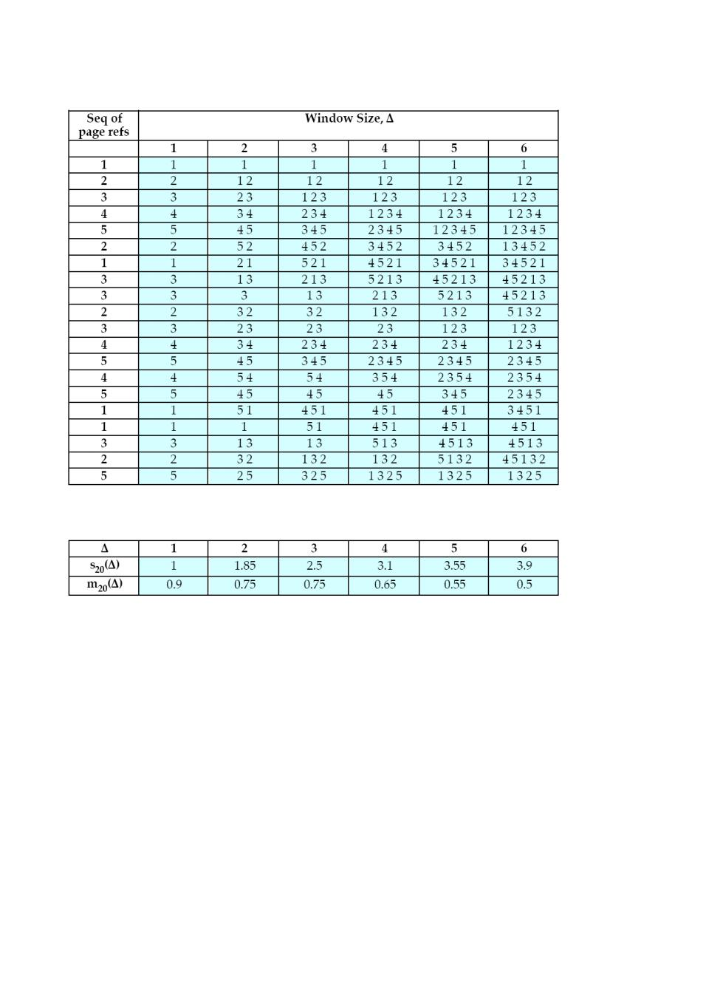 Seq of page refs Window Size, Δ
1 2 3 4 5 6
1 1 1 1 1 1 1
2 2 1 2 1 2 1 2 1 2 1 2
3 3 2 3 1 2 3 1 2 3 1 2 3 1 2 3
4 4 3 4 2 3 4 1 2 3 4 1 2 3 4 1 2 3 4
5 5 4 5 3 4 5 2 3 4 5 1 2 3 4 5 1 2 3 4 5
2 2 5 2 4 5 2 3 4 5 2 3 4 5 2 1 3 4 5 2
1 1 2 1 5 2 1 4 5 2 1 3 4 5 2 1 3 4 5 2 1
3 3 1 3 2 1 3 5 2 1 3 4 5 2 1 3 4 5 2 1 3
3 3 3 1 3 2 1 3 5 2 1 3 4 5 2 1 3
2 2 3 2 3 2 1 3 2 1 3 2 5 1 3 2
3 3 2 3 2 3 2 3 1 2 3 1 2 3
4 4 3 4 2 3 4 2 3 4 2 3 4 1 2 3 4
5 5 4 5 3 4 5 2 3 4 5 2 3 4 5 2 3 4 5
4 4 5 4 5 4 3 5 4 2 3 5 4 2 3 5 4
5 5 4 5 4 5 4 5 3 4 5 2 3 4 5
1 1 5 1 4 5 1 4 5 1 4 5 1 3 4 5 1
1 1 1 5 1 4 5 1 4 5 1 4 5 1
3 3 1 3 1 3 5 1 3 4 5 1 3 4 5 1 3
2 2 3 2 1 3 2 1 3 2 5 1 3 2 4 5 1 3 2
5 5 2 5 3 2 5 1 3 2 5 1 3 2 5 1 3 2 5
Δ 1 2 3 4 5 6
s20(Δ) 1 1.85 2.5 3.1 3.55 3.9
m20(Δ) 0.9 0.75 0.75 0.65 0.55 0.5